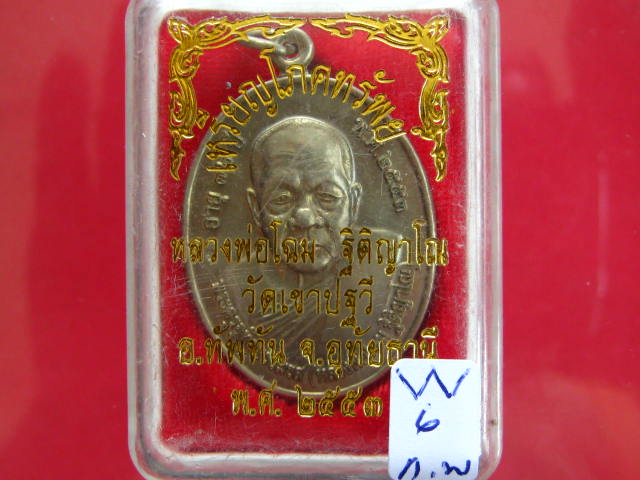 เหรียญโภคทรัพย์
หลวงพ่อโฉม ฐิติญาโณ
วัดเขาปฐวี
อ.ทัพทัน จ.อุทัยธานี
พ.ศ. ๒๕๕๓
อายุ
W
6
ก.พ